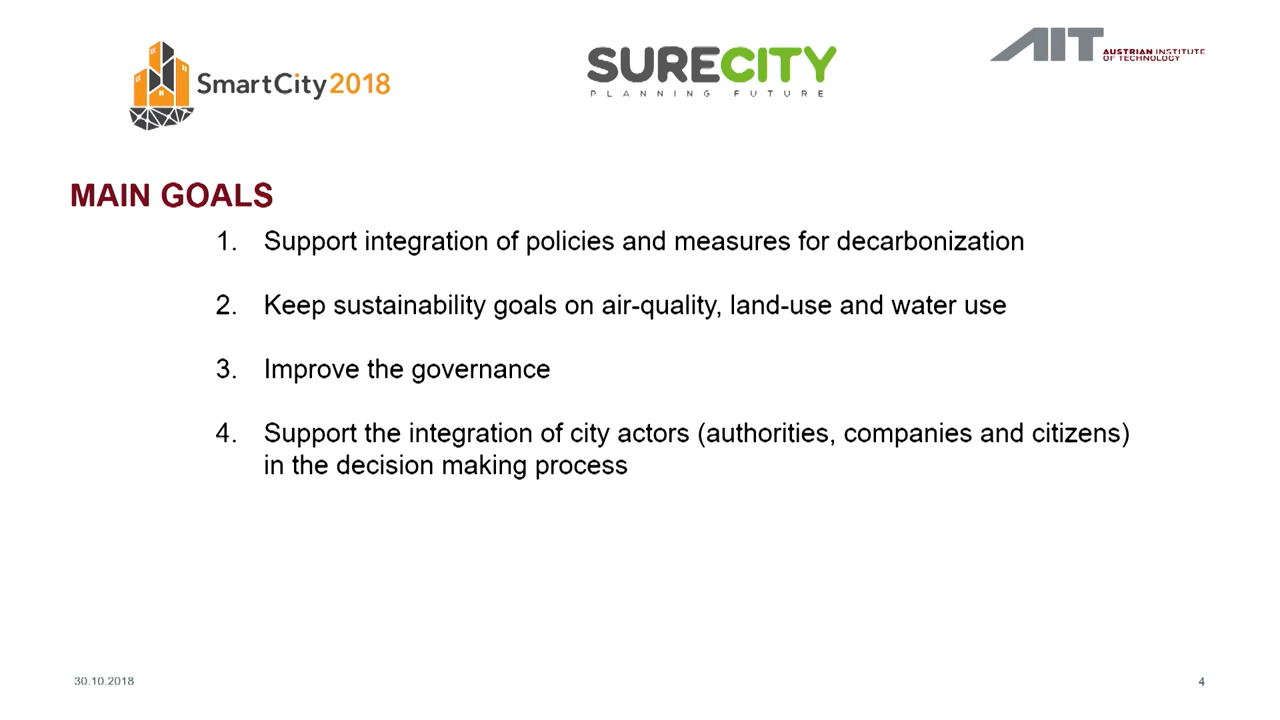 SmartCity2018
SURECITY
PLANNING FUTURE
AIT
AUSTRIAN INSTITUTE
OF TECHNOLOGY
MAIN GOALS
1. Support integration of policies and measures for decarbonization
2. Keep sustainability goals on air-quality, land-use and water use
3. Improve the governance
4. Support the integration of city actors (authorities, companies and citizens)
in the decision making process
30.10.2018
4